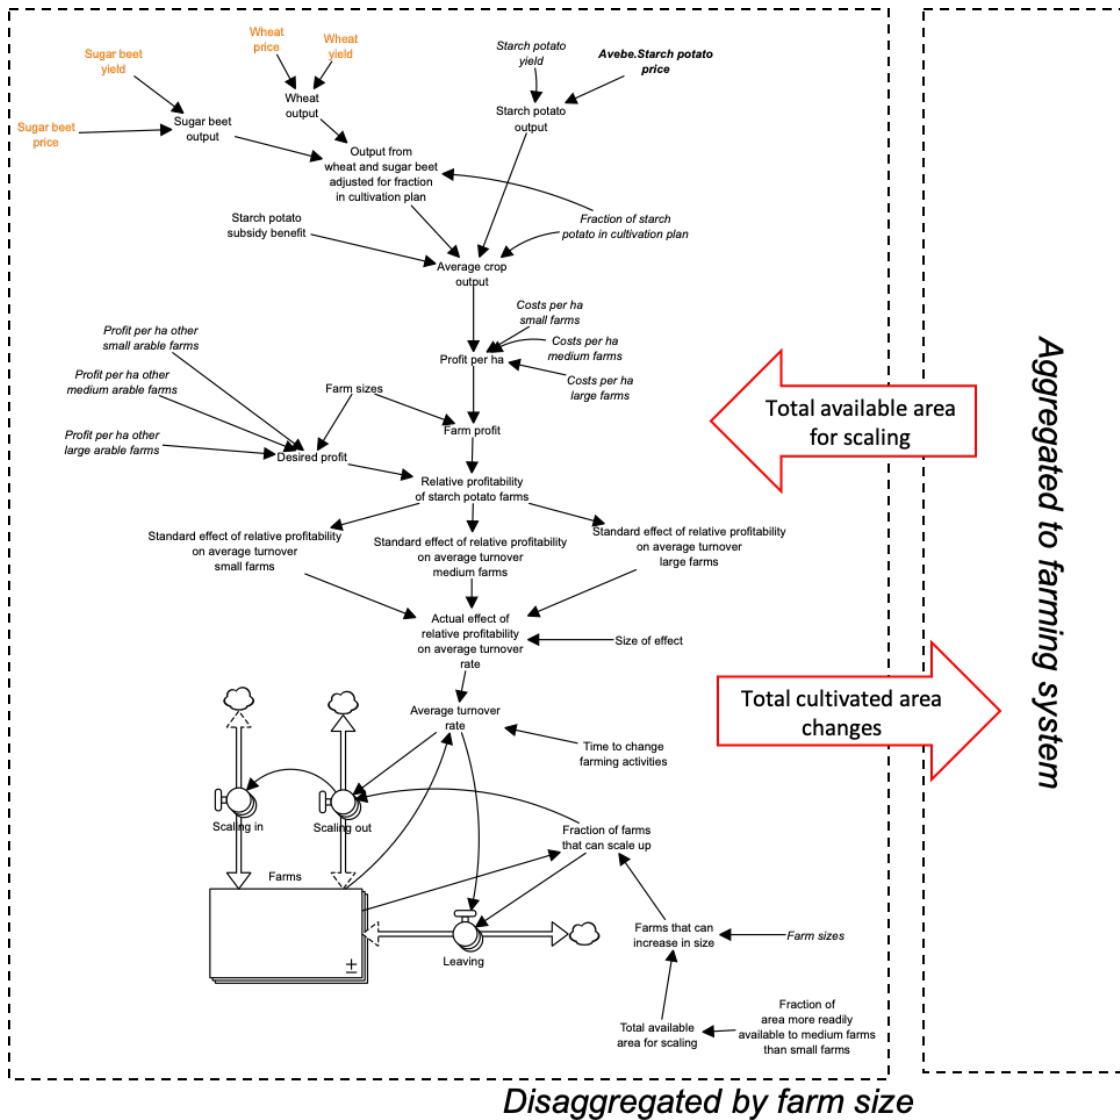 Wheat
price
Wheat
yield
Sugar beet
yield
Starch potato
yield
Avebe.Starch potato
price
Wheat
output
Starch potato
output
Sugar beet
output
Sugar beet
price
Output from
wheat and sugar beet
adjusted for fraction
in cultivation plan
Starch potato
subsidy benefit
Fraction of starch
potato in cultivation plan
Average crop
output
Costs per ha
small farms
Costs per ha
medium farms
Costs per ha
large farms
Profit per ha
Profit per ha other
small arable farms
Profit per ha other
medium arable farms
Profit per ha other
large arable farms
Farm sizes
Farm profit
Desired profit
Relative profitability
of starch potato farms
Standard effect of relative profitability
on average turnover
small farms
Standard effect of relative profitability
on average turnover
medium farms
Standard effect of relative profitability
on average turnover
large farms
Actual effect of
relative profitability
on average turnover
rate
Size of effect
Average turnover
rate
Time to change
farming activities
Scaling in
Scaling out
Fraction of farms
that can scale up
Farms
±
Leaving
Farms that can
increase in size
Farm sizes
Total available
area for scaling
Fraction of
area more readily
available to medium farms
than small farms
Total available area
for scaling
Total cultivated area
changes
Aggregated to farming system
Disaggregated by farm size